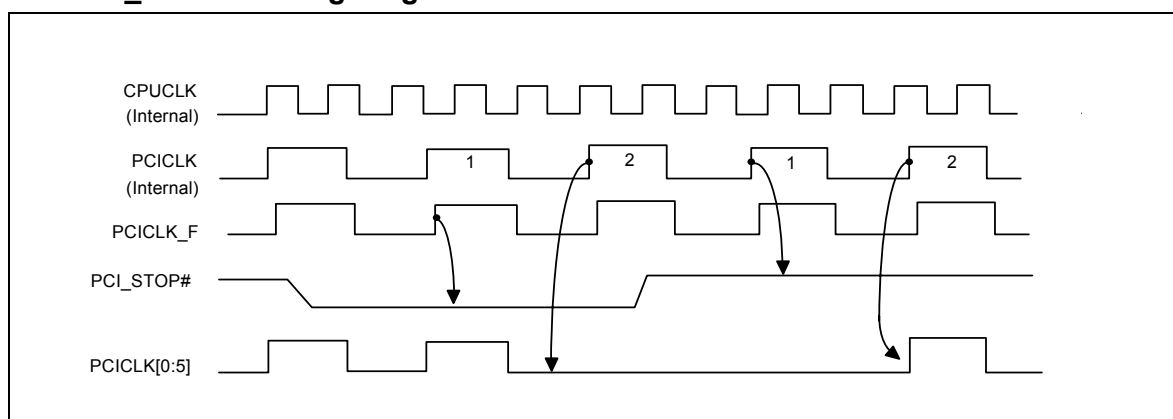 CPUCLK
(Internal)
PCICLK
(Internal)
1
2
1
2
PCICLK_F
PCI_STOP#
PCICLK[0:5]